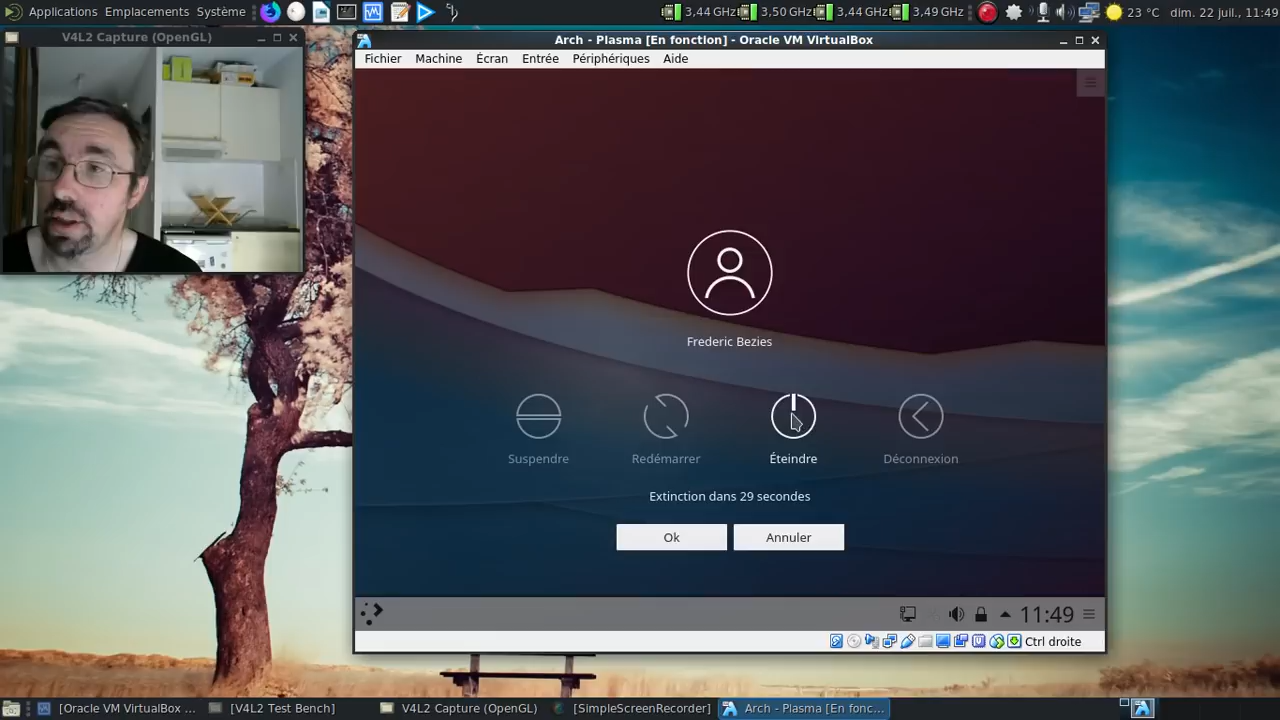 Applications Emplacements Système 3,44 GHz 3,50 GHz 3,44 GHz 3,49 GHz 23 °C dim. 22 juil., 11:49
V4L2 Capture (OpenGL)
Arch - Plasma [En fonction] - Oracle VM VirtualBox
Fichier Machine Écran Entrée Périphériques Aide
Frederic Bezies
Suspendre Redémarrer Éteindre Déconnexion
Extinction dans 29 secondes
Ok Annuler
11:49
Ctrl droite
[Oracle VM VirtualBox ... [V4L2 Test Bench] V4L2 Capture (OpenGL) [SimpleScreenRecorder] Arch - Plasma [En fonc...